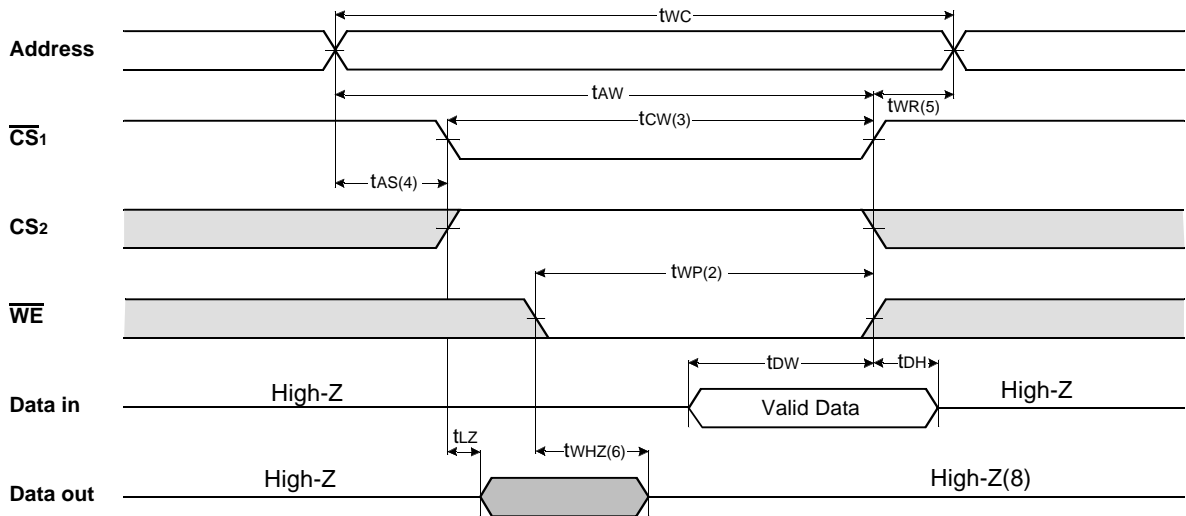 tWC
Address
tAW
tWR(5)
tCW(3)
CS1
tAS(4)
CS2
tWP(2)
WE
tDW
tDH
High-Z
Valid Data
High-Z
Data in
tLZ
tWHZ(6)
High-Z
High-Z(8)
Data out